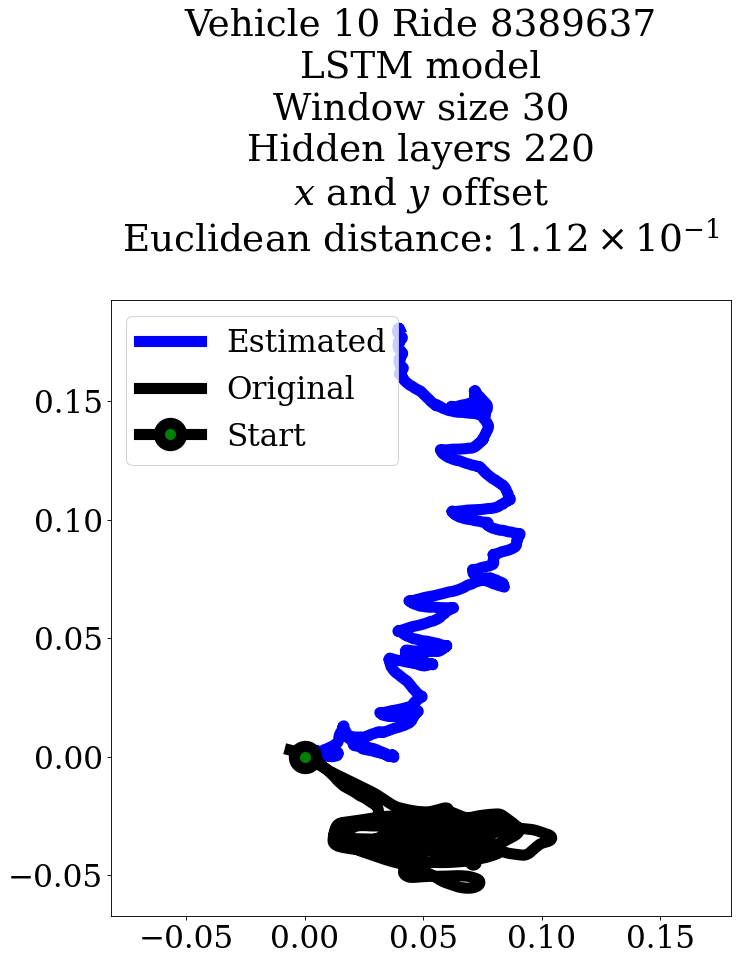 Vehicle 10 Ride 8389637
LSTM model
Window size 30
Hidden layers 220
x and y offset
Euclidean distance: 1.12 × 10⁻¹
Estimated
Original
Start
0.15
0.10
0.05
0.00
−0.05
−0.05 0.00 0.05 0.10 0.15